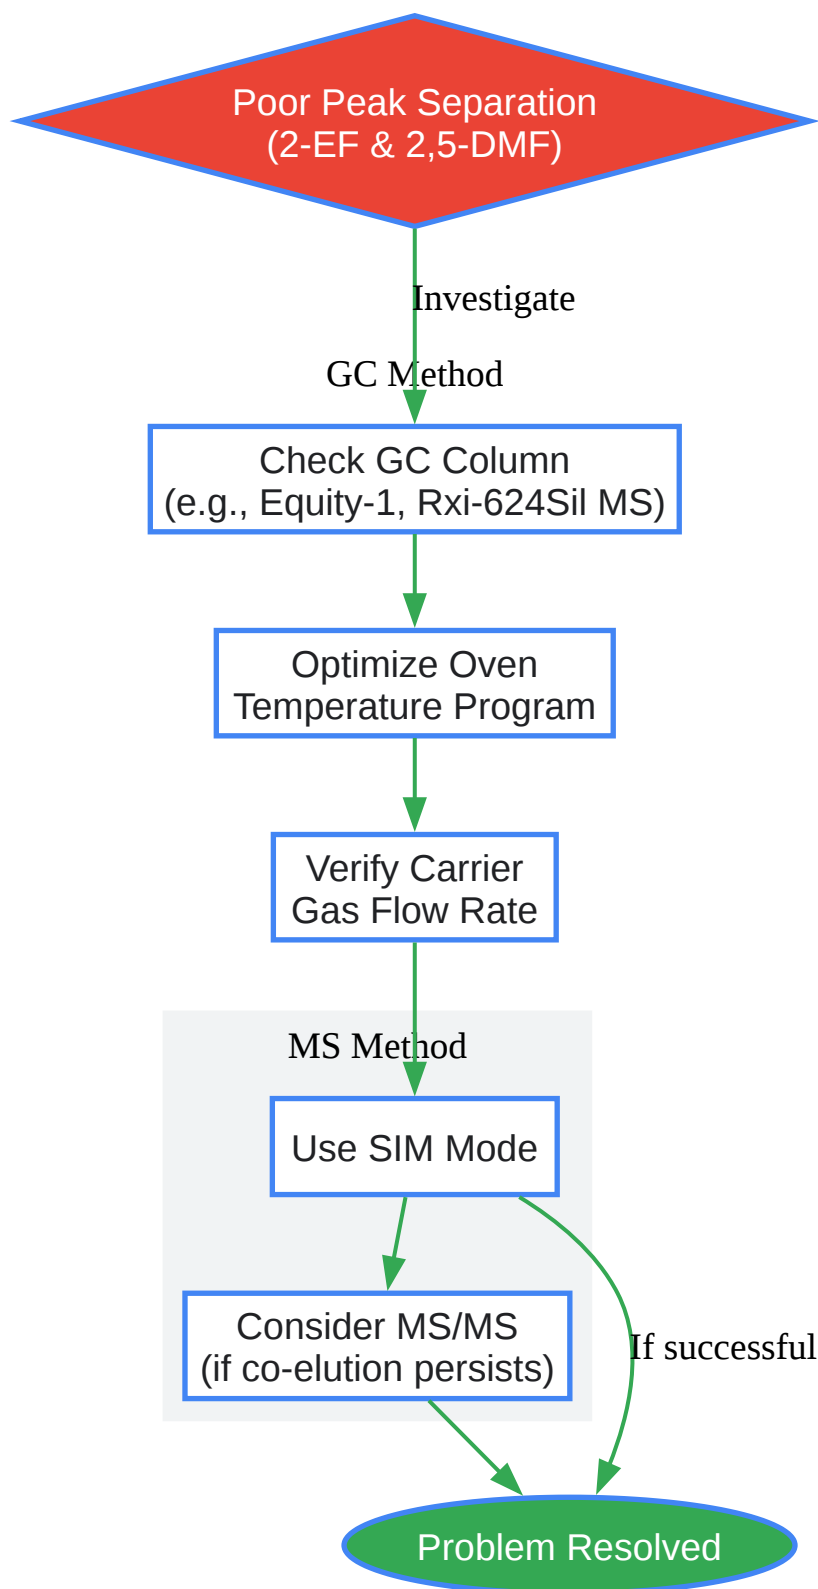 Poor Peak Separation
(2-EF & 2,5-DMF)
Investigate
GC Method
Check GC Column
(e.g., Equity-1, Rxi-624Sil MS)
Optimize Oven
Temperature Program
Verify Carrier
Gas Flow Rate
MS Method
Use SIM Mode
Consider MS/MS
(if co-elution persists)
If successful
Problem Resolved